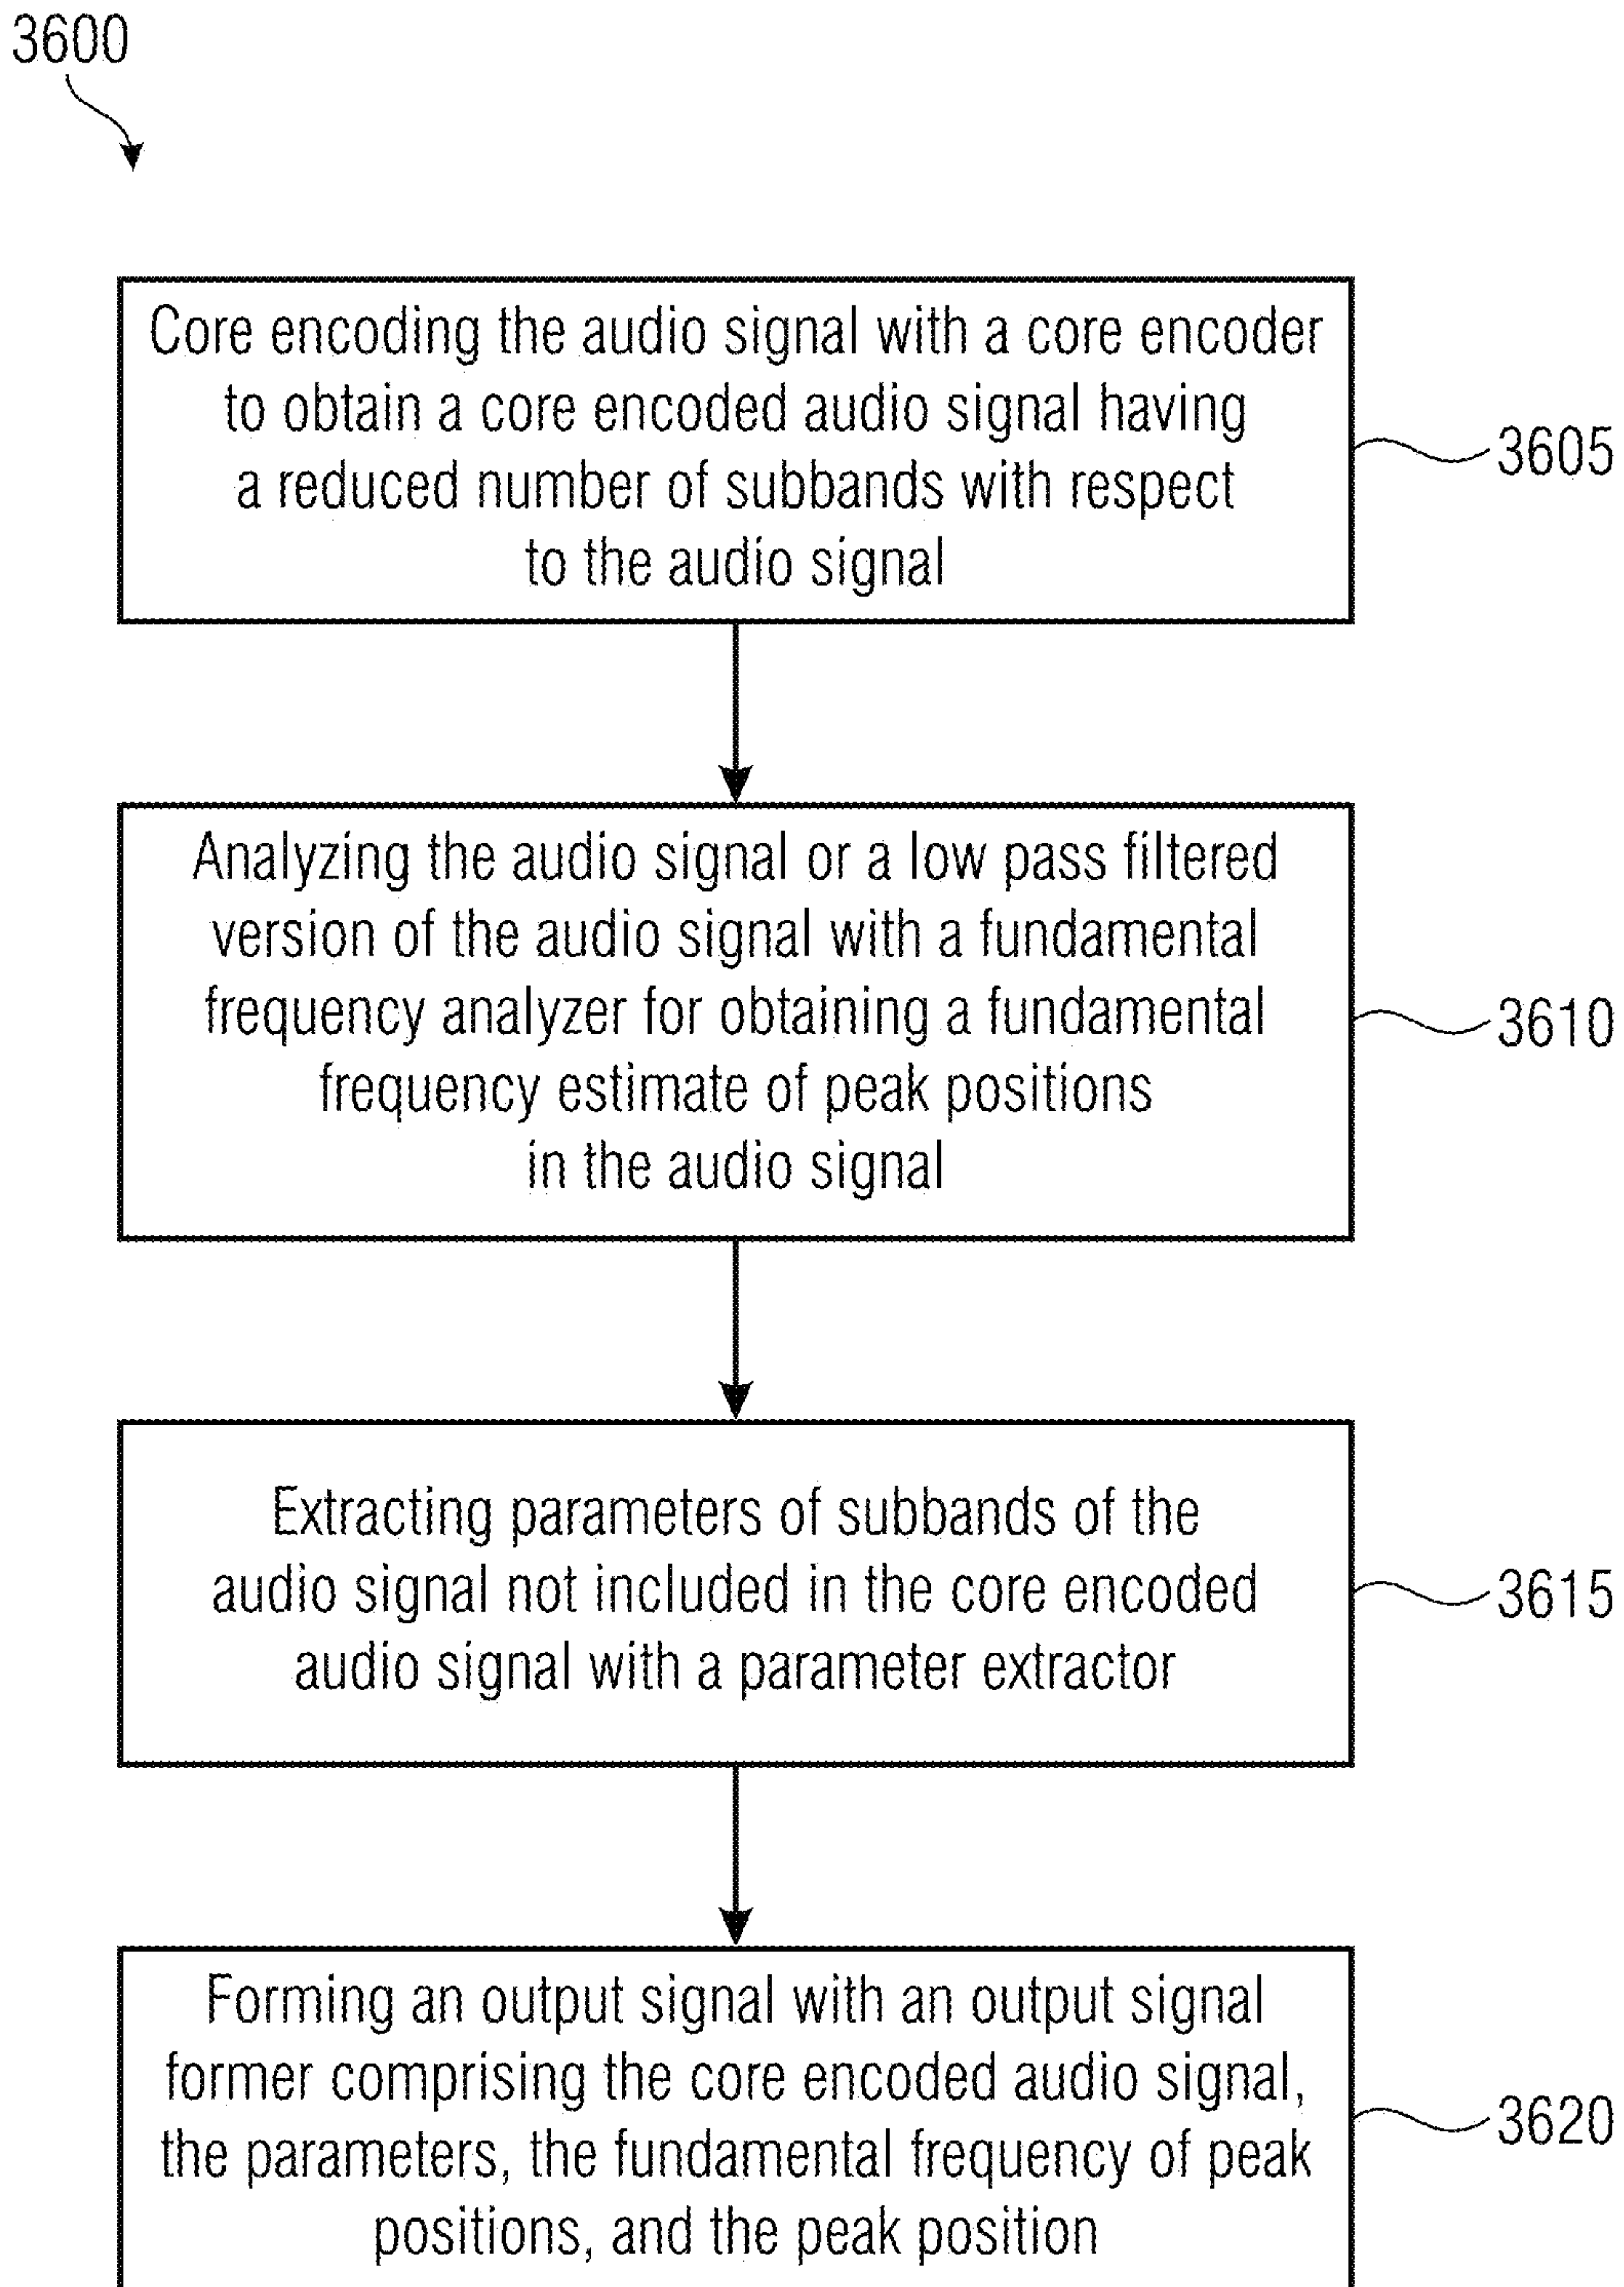 3600
Core encoding the audio signal with a core encoder
to obtain a core encoded audio signal having
a reduced number of subbands with respect
to the audio signal
3605
Analyzing the audio signal or a low pass filtered
version of the audio signal with a fundamental
frequency analyzer for obtaining a fundamental
frequency estimate of peak positions
in the audio signal
3610
Extracting parameters of subbands of the
audio signal not included in the core encoded
audio signal with a parameter extractor
3615
Forming an output signal with an output signal
former comprising the core encoded audio signal,
the parameters, the fundamental frequency of peak
positions, and the peak position
3620